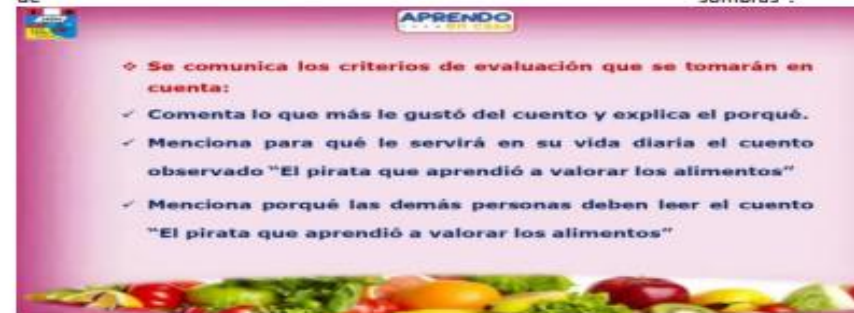 de sombras".
APRENDO
en casa
❖ Se comunica los criterios de evaluación que se tomarán en
cuenta:
✓ Comenta lo que más le gustó del cuento y explica el porqué.
✓ Menciona para qué le servirá en su vida diaria el cuento
observado “El pirata que aprendió a valorar los alimentos”
✓ Menciona porqué las demás personas deben leer el cuento
“El pirata que aprendió a valorar los alimentos”